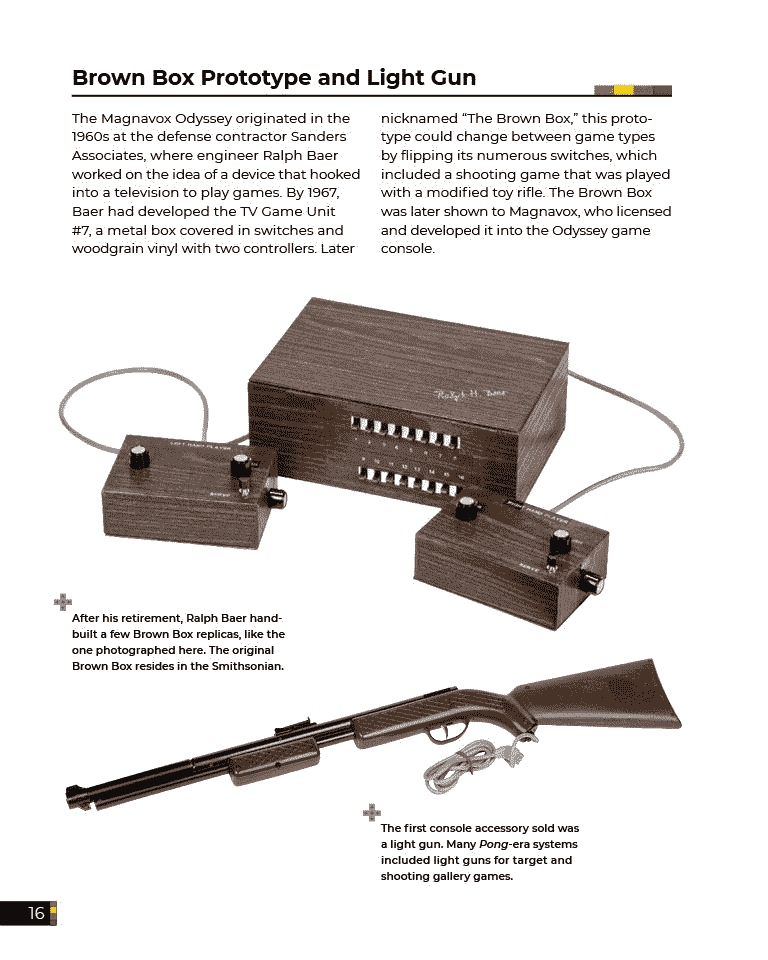 Brown Box Prototype and Light Gun
The Magnavox Odyssey originated in the
1960s at the defense contractor Sanders
Associates, where engineer Ralph Baer
worked on the idea of a device that hooked
into a television to play games. By 1967,
Baer had developed the TV Game Unit
#7, a metal box covered in switches and
woodgrain vinyl with two controllers. Later
nicknamed “The Brown Box,” this proto-
type could change between game types
by flipping its numerous switches, which
included a shooting game that was played
with a modified toy rifle. The Brown Box
was later shown to Magnavox, who licensed
and developed it into the Odyssey game
console.
Ralph H. Baer
LEFT HAND PLAYER
RIGHT HAND PLAYER
After his retirement, Ralph Baer hand-
built a few Brown Box replicas, like the
one photographed here. The original
Brown Box resides in the Smithsonian.
The first console accessory sold was
a light gun. Many Pong-era systems
included light guns for target and
shooting gallery games.
16